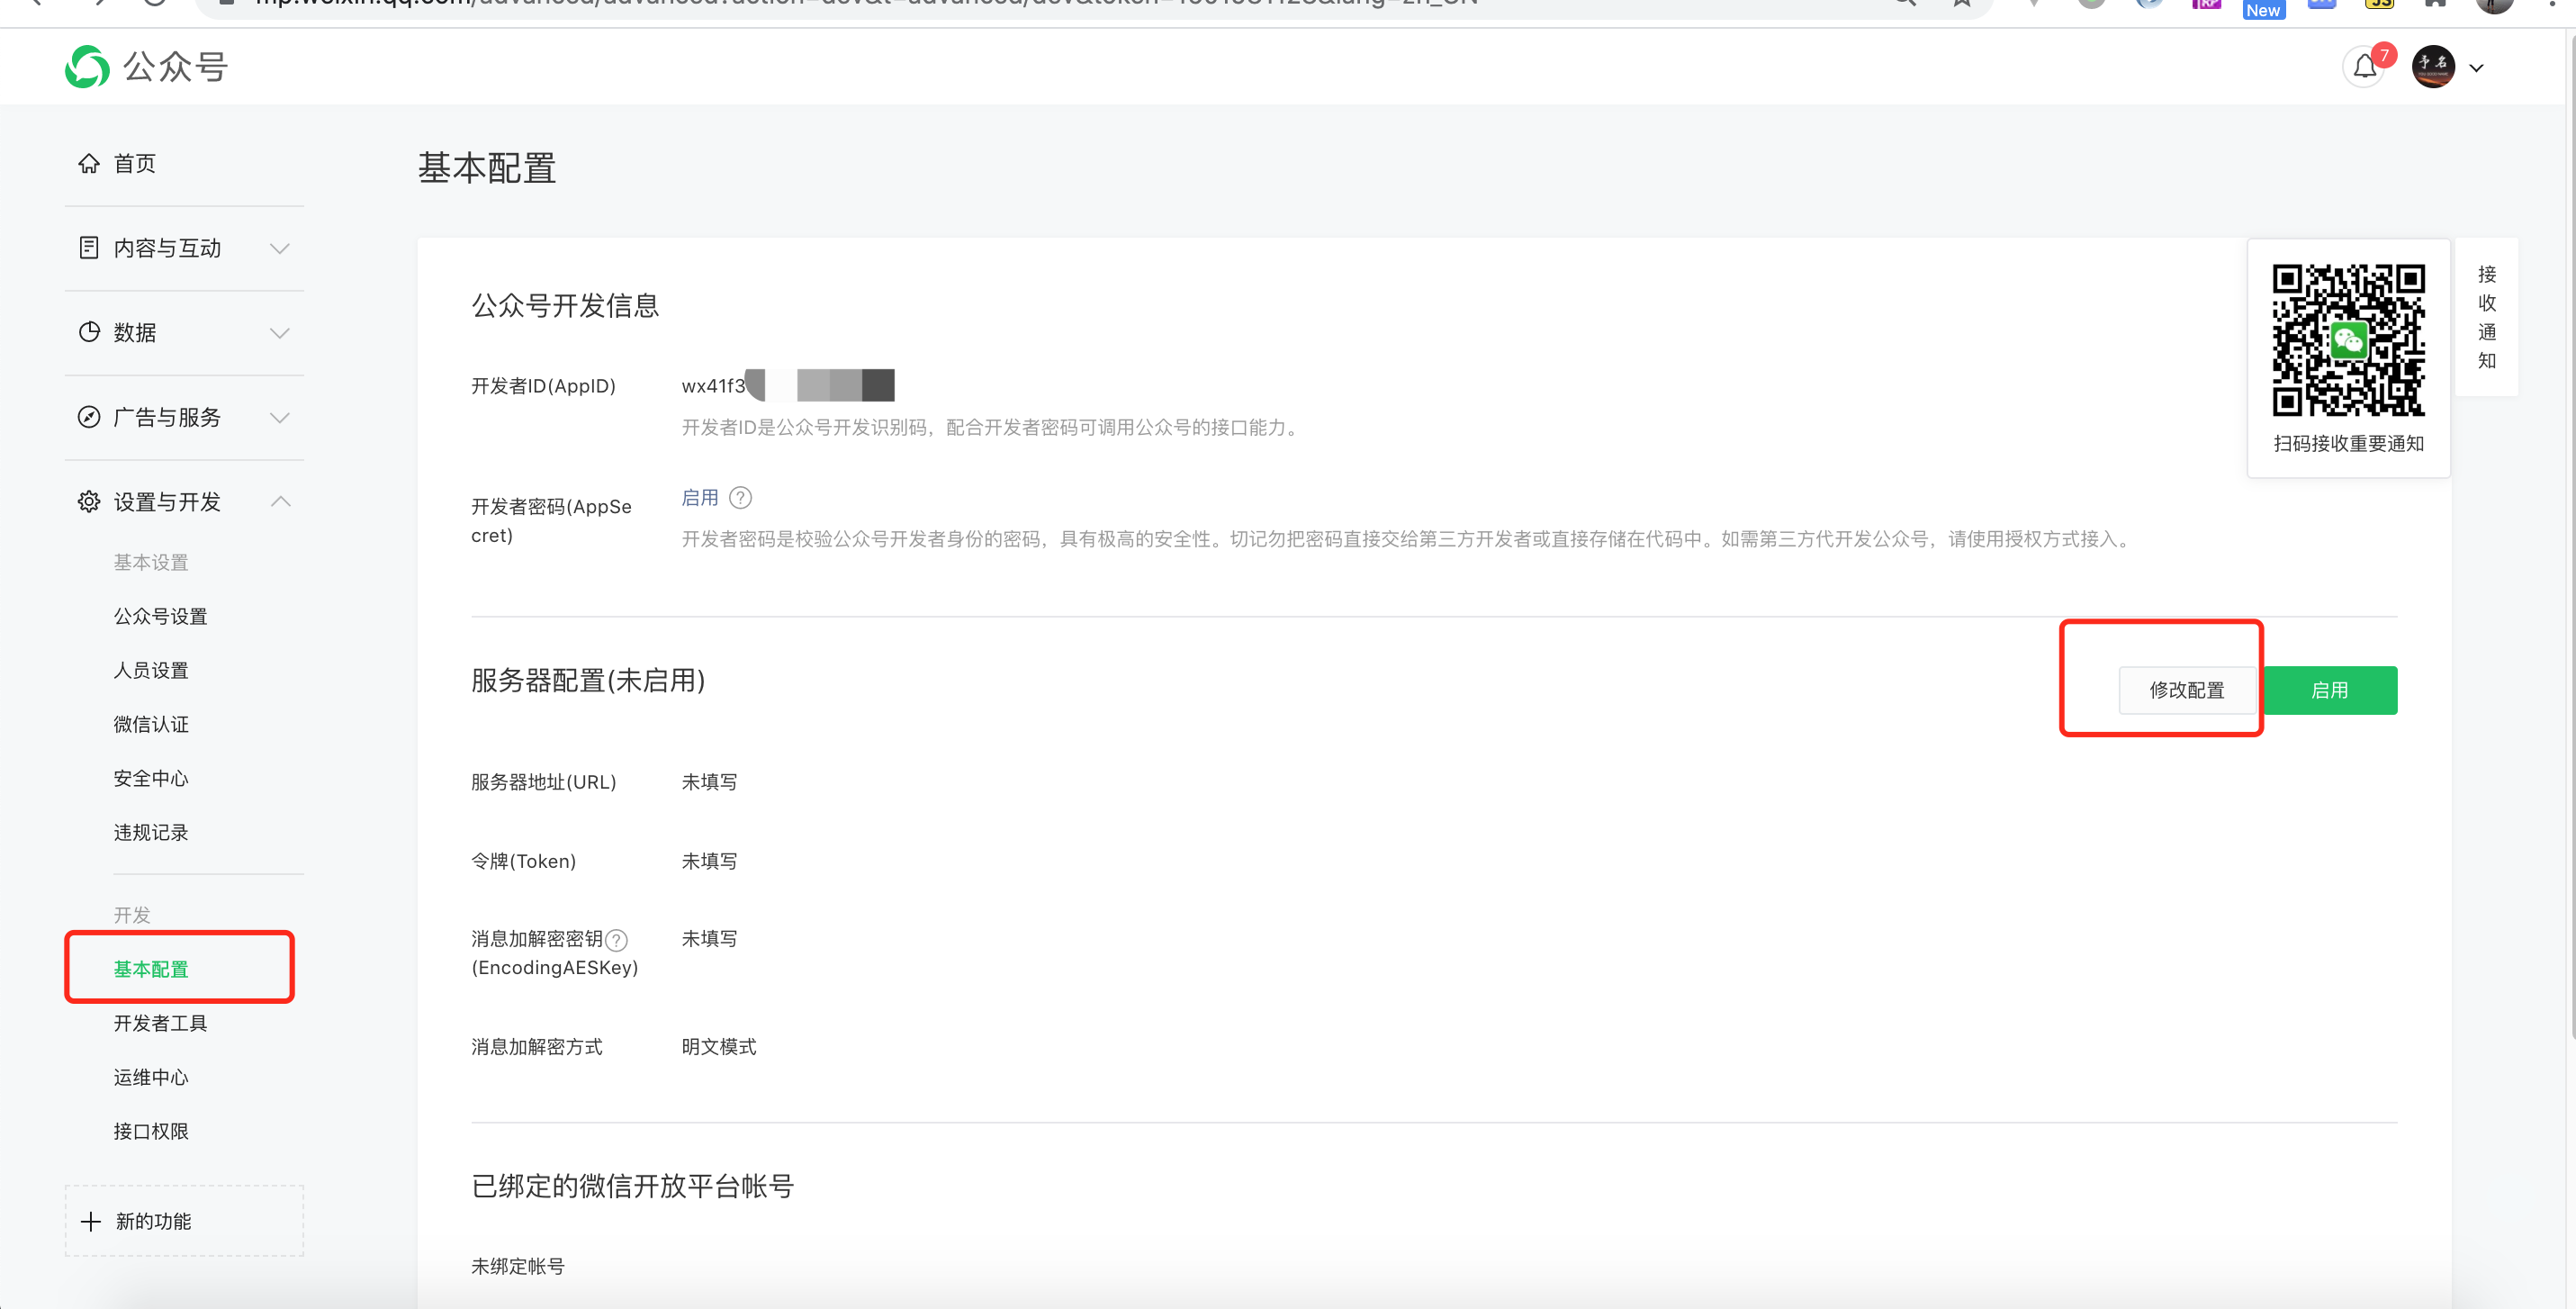 New
公众号
7
首页
内容与互动
数据
广告与服务
设置与开发
基本设置
公众号设置
人员设置
微信认证
安全中心
违规记录
开发
基本配置
开发者工具
运维中心
接口权限
新的功能
基本配置
公众号开发信息
开发者ID(AppID)
wx41f3
开发者ID是公众号开发识别码，配合开发者密码可调用公众号的接口能力。
开发者密码(AppSe
cret)
启用
开发者密码是校验公众号开发者身份的密码，具有极高的安全性。切记勿把密码直接交给第三方开发者或直接存储在代码中。如需第三方代开发公众号，请使用授权方式接入。
扫码接收重要通知
接
收
通
知
服务器配置(未启用)
修改配置
启用
服务器地址(URL)
未填写
令牌(Token)
未填写
消息加解密密钥
(EncodingAESKey)
未填写
消息加解密方式
明文模式
已绑定的微信开放平台帐号
未绑定帐号